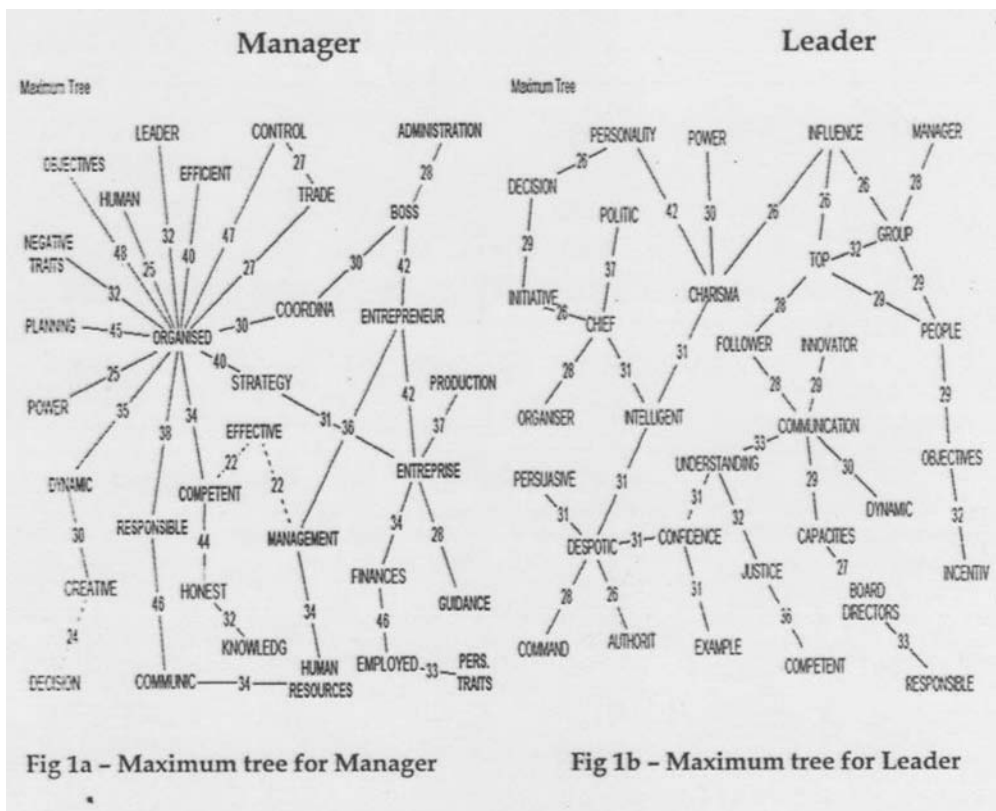 Manager
Maximum Tree
LEADER
CONTROL
ADMINISTRATION
OBJECTIVES
EFFICIENT
27
28
HUMAN
TRADE
BOSS
NEGATIVE
TRAITS
48
25
32
40
47
32
27
30
42
PLANNING
45
ORGANISED
30
COORDINA
ENTREPRENEUR
25
40
STRATEGY
PRODUCTION
POWER
35
38
34
31
36
42
37
EFFECTIVE
22
22
ENTREPRISE
DYNAMIC
COMPETENT
RESPONSIBLE
MANAGEMENT
34
28
30
44
FINANCES
CREATIVE
HONEST
GUIDANCE
24
46
32
34
46
KNOWLEDG
DECISION
COMMUNIC
34
HUMAN
RESOURCES
EMPLOYED
33
PERS.
TRAITS
Fig 1a – Maximum tree for Manager
Leader
Maximum Tree
PERSONALITY
POWER
INFLUENCE
MANAGER
26
28
DECISION
POLITIC
42
30
26
26
26
GROUP
29
37
TOP
32
INITIATIVE
26
CHIEF
CHARISMA
28
29
29
PEOPLE
FOLLOWER
INNOVATOR
28
31
31
28
29
29
ORGANISER
INTELLIGENT
COMMUNICATION
33
UNDERSTANDING
OBJECTIVES
PERSUASIVE
31
29
30
DYNAMIC
31
31
32
32
DESPOTIC
31
CONFIDENCE
CAPACITIES
27
JUSTICE
INCENTIV
28
26
31
36
BOARD
DIRECTORS
COMMAND
AUTHORIT
EXAMPLE
33
COMPETENT
RESPONSIBLE
Fig 1b – Maximum tree for Leader